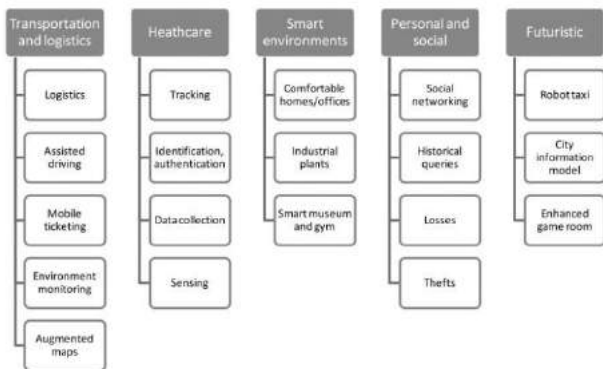 Transportation
and logistics
Logistics
Assisted
driving
Mobile
ticketing
Environment
monitoring
Augmented
maps
Heathcare
Tracking
Identification,
authentication
Data collection
Sensing
Smart
environments
Comfortable
homes/offices
Industrial
plants
Smart museum
and gym
Personal and
social
Social
networking
Historical
queries
Losses
Thefts
Futuristic
Robot taxi
City
information
model
Enhanced
game room